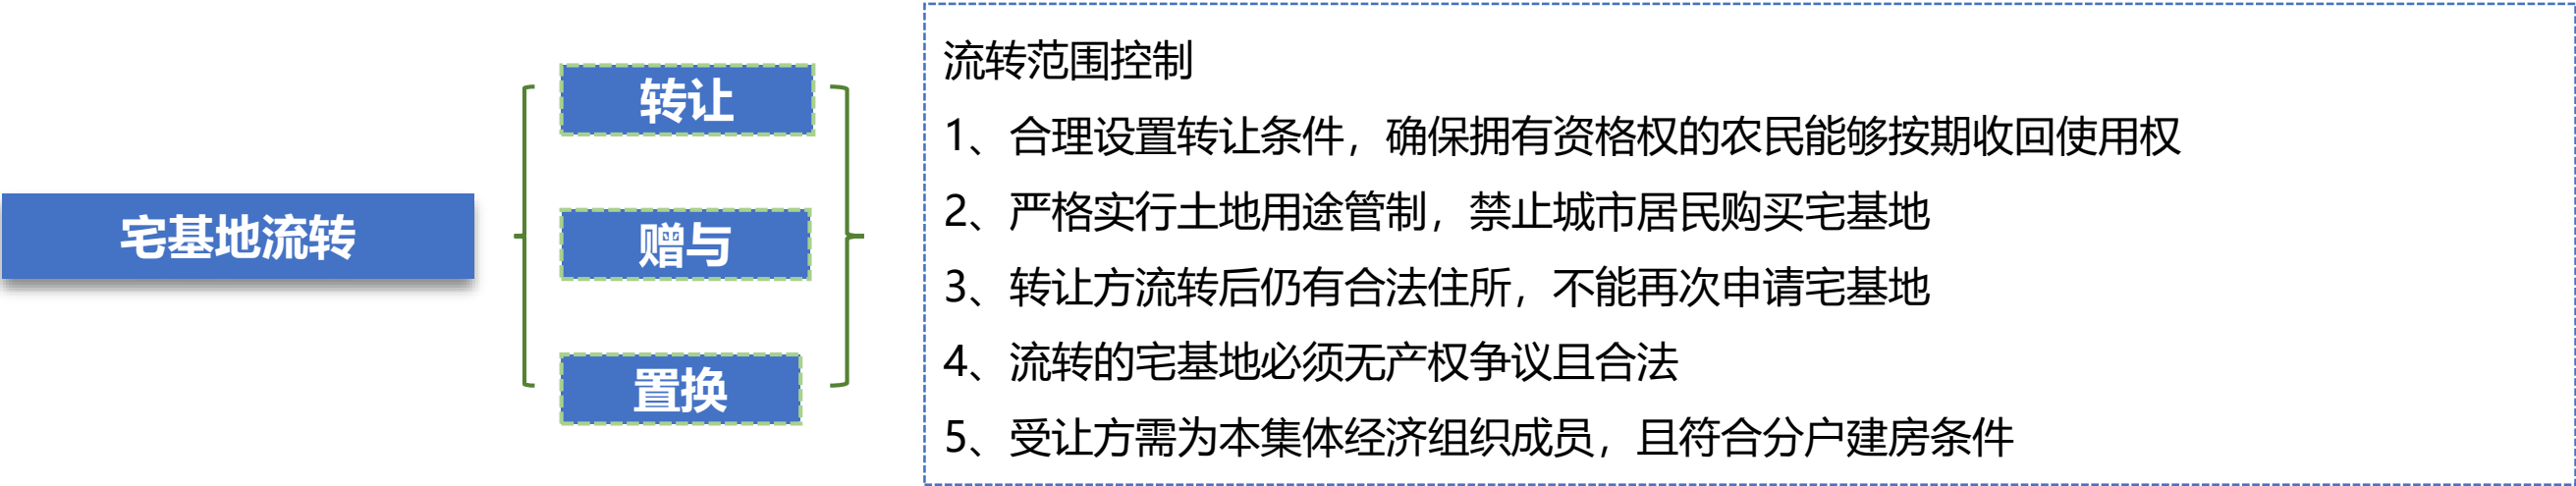 宅基地流转
转让
赠与
置换
流转范围控制
1、合理设置转让条件，确保拥有资格权的农民能够按期收回使用权
2、严格实行土地用途管制，禁止城市居民购买宅基地
3、转让方流转后仍有合法住所，不能再次申请宅基地
4、流转的宅基地必须无产权争议且合法
5、受让方需为本集体经济组织成员，且符合分户建房条件